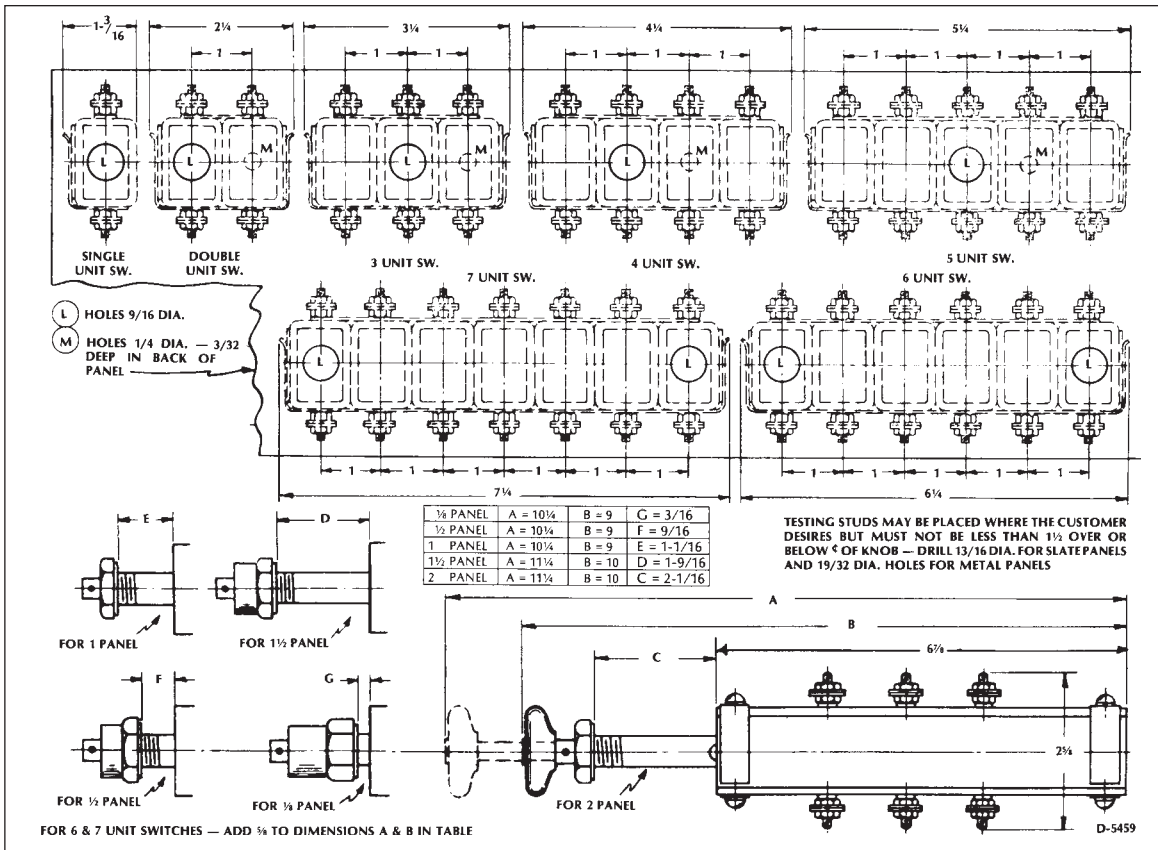 1-3/16
2¼
3¼
4¼
5¼
1
1 1
1 1 1
1 1 1 1
L
L M
L M
L M
L M
SINGLE UNIT SW.
DOUBLE UNIT SW.
3 UNIT SW.
4 UNIT SW.
5 UNIT SW.
7 UNIT SW.
6 UNIT SW.
L HOLES 9/16 DIA.
M HOLES 1/4 DIA. — 3/32
DEEP IN BACK OF
PANEL
L L
L L
1 1 1 1 1 1
1 1 1 1 1
7¼
6¼
⅛ PANEL A = 10¼ B = 9 G = 3/16
½ PANEL A = 10¼ B = 9 F = 9/16
1 PANEL A = 10¼ B = 9 E = 1-1/16
1½ PANEL A = 11¼ B = 10 D = 1-9/16
2 PANEL A = 11¼ B = 10 C = 2-1/16
TESTING STUDS MAY BE PLACED WHERE THE CUSTOMER
DESIRES BUT MUST NOT BE LESS THAN 1½ OVER OR
BELOW ℄ OF KNOB — DRILL 13/16 DIA. FOR SLATE PANELS
AND 19/32 DIA. HOLES FOR METAL PANELS
E
D
FOR 1 PANEL
FOR 1½ PANEL
A
B
C
6⅞
F
G
FOR ½ PANEL
FOR ⅛ PANEL
FOR 2 PANEL
FOR 6 & 7 UNIT SWITCHES — ADD ⅝ TO DIMENSIONS A & B IN TABLE
D-5459